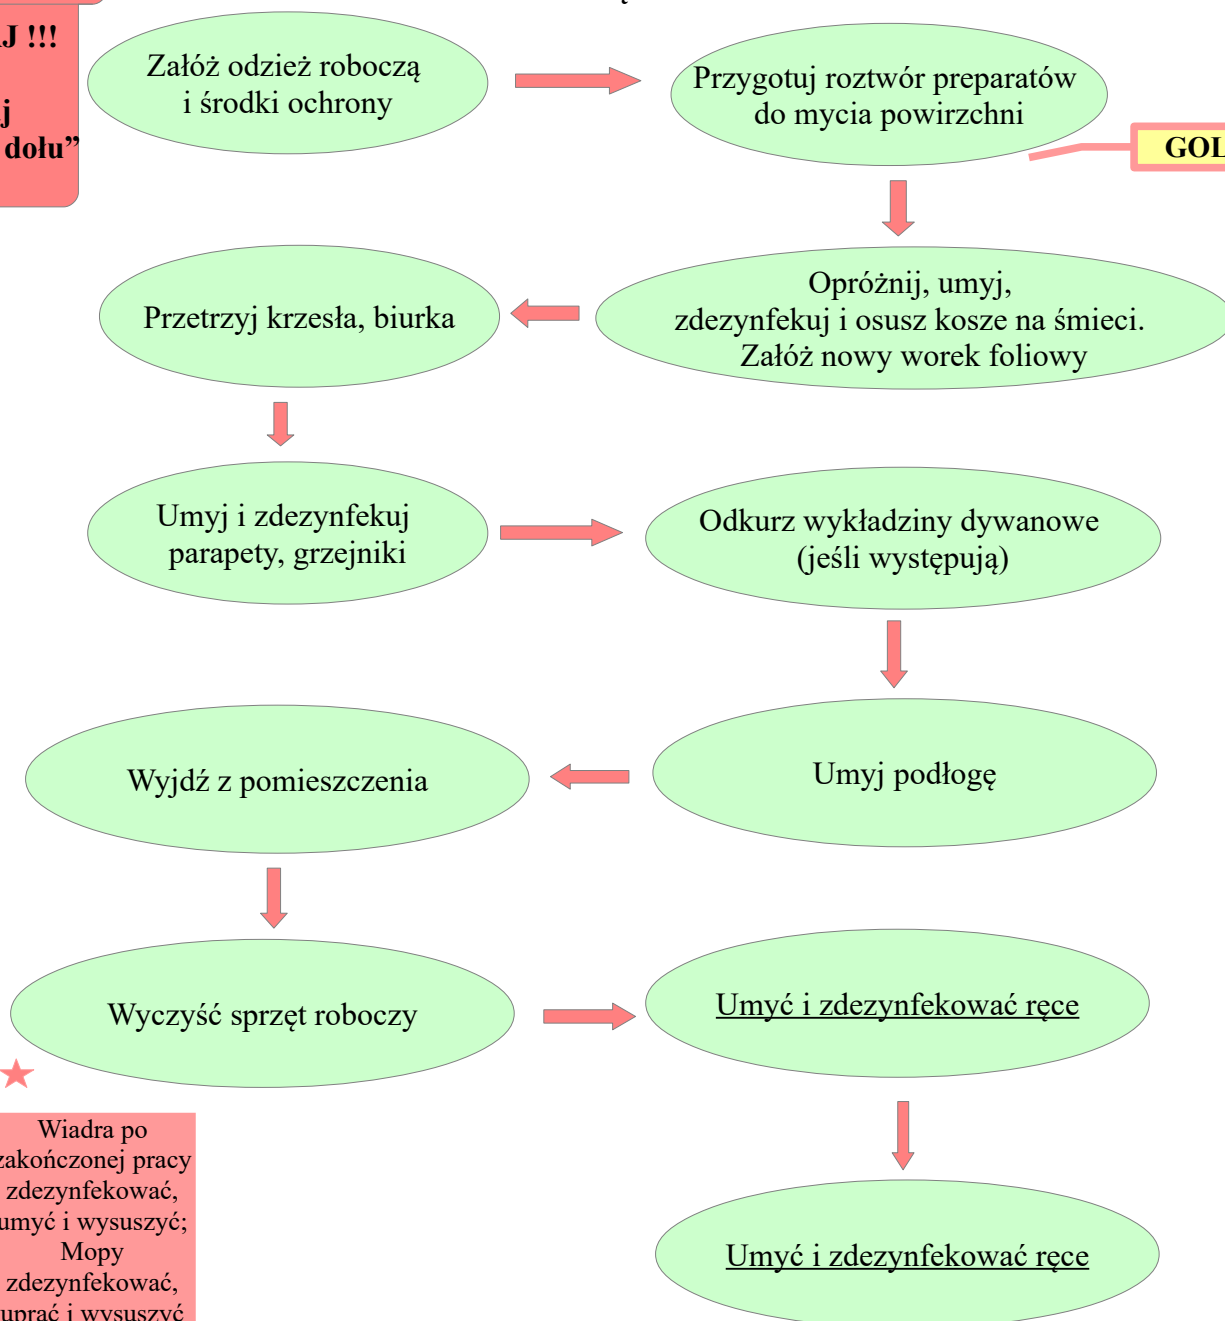 J !!!
j
dołu”
Załóż odzież roboczą
i środki ochrony
Przygotuj roztwór preparatów
do mycia powirzchni
GOL
Opróżnij, umyj,
zdezynfekuj i osusz kosze na śmieci.
Załóż nowy worek foliowy
Przetrzyj krzesła, biurka
Umyj i zdezynfekuj
parapety, grzejniki
Odkurz wykładziny dywanowe
(jeśli występują)
Umyj podłogę
Wyjdź z pomieszczenia
Wyczyść sprzęt roboczy
Umyć i zdezynfekować ręce
Wiadra po
zakończonej pracy
zdezynfekować,
umyć i wysuszyć;
Mopy
zdezynfekować,
uprać i wysuszyć
Umyć i zdezynfekować ręce